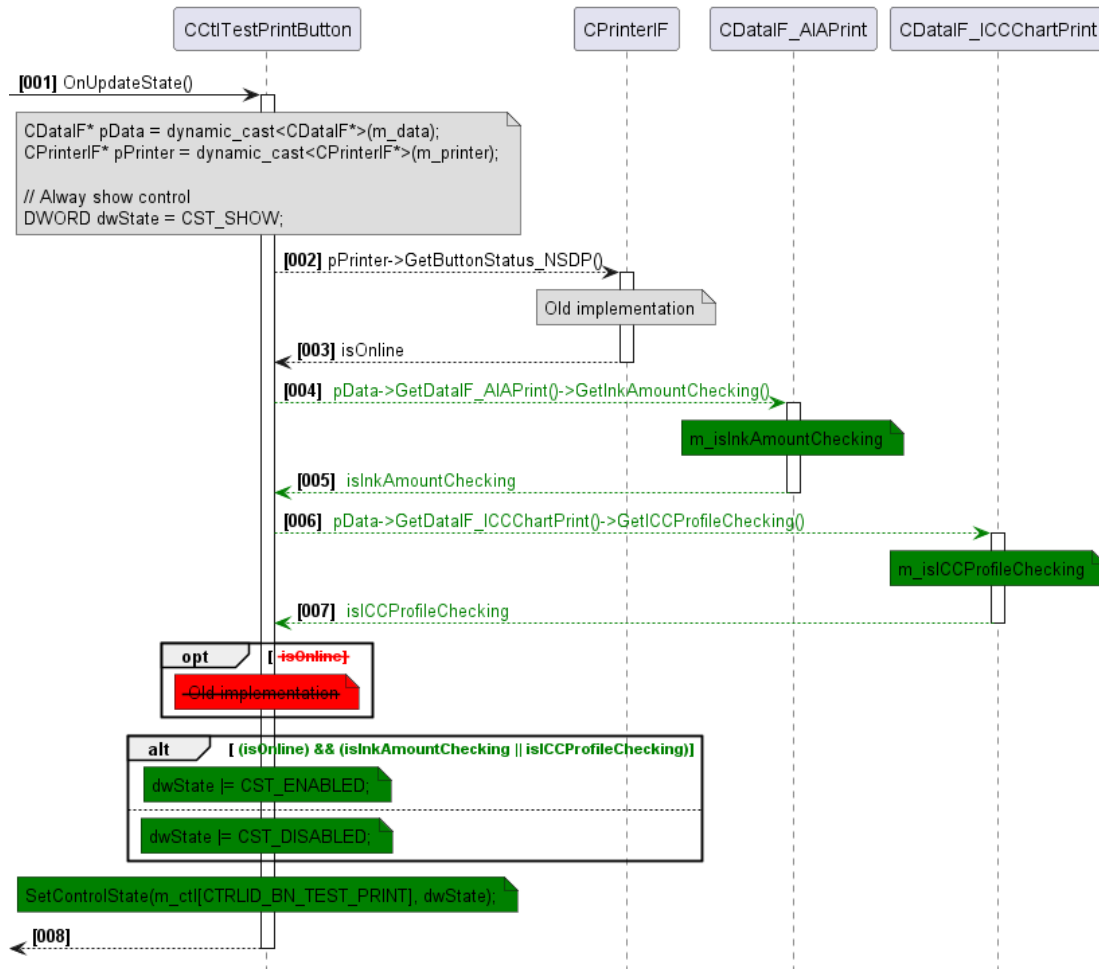 CCtlTestPrintButton
CPrinterIF
CDataIF_AIAPrint
CDataIF_ICCChartPrint
[001] OnUpdateState()
CDataIF* pData = dynamic_cast<CDataIF*>(m_data);
CPrinterIF* pPrinter = dynamic_cast<CPrinterIF*>(m_printer);
// Alway show control
DWORD dwState = CST_SHOW;
[002] pPrinter->GetButtonStatus_NSDP()
Old implementation
[003] isOnline
[004] pData->GetDataIF_AIAPrint()->GetInkAmountChecking()
m_isInkAmountChecking
[005] isInkAmountChecking
[006] pData->GetDataIF_ICCChartPrint()->GetICCProfileChecking()
m_isICCProfileChecking
[007] isICCProfileChecking
opt [ isOnline]
Old implementation
alt [ (isOnline) && (isInkAmountChecking || isICCProfileChecking)]
dwState |= CST_ENABLED;
dwState |= CST_DISABLED;
SetControlState(m_ctl[CTRLID_BN_TEST_PRINT], dwState);
[008]